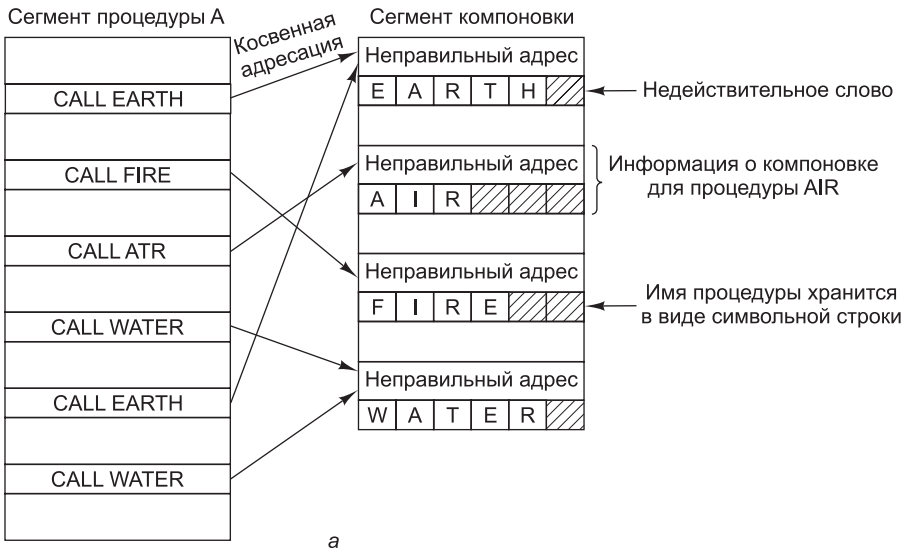 Сегмент процедуры А
CALL EARTH
CALL FIRE
CALL ATR
CALL WATER
CALL EARTH
CALL WATER
Косвенная
адресация
Сегмент компоновки
Неправильный адрес
E A R T H
Неправильный адрес
A I R
Неправильный адрес
F I R E
Неправильный адрес
W A T E R
Недействительное слово
Информация о компоновке
для процедуры AIR
Имя процедуры хранится
в виде символьной строки
а